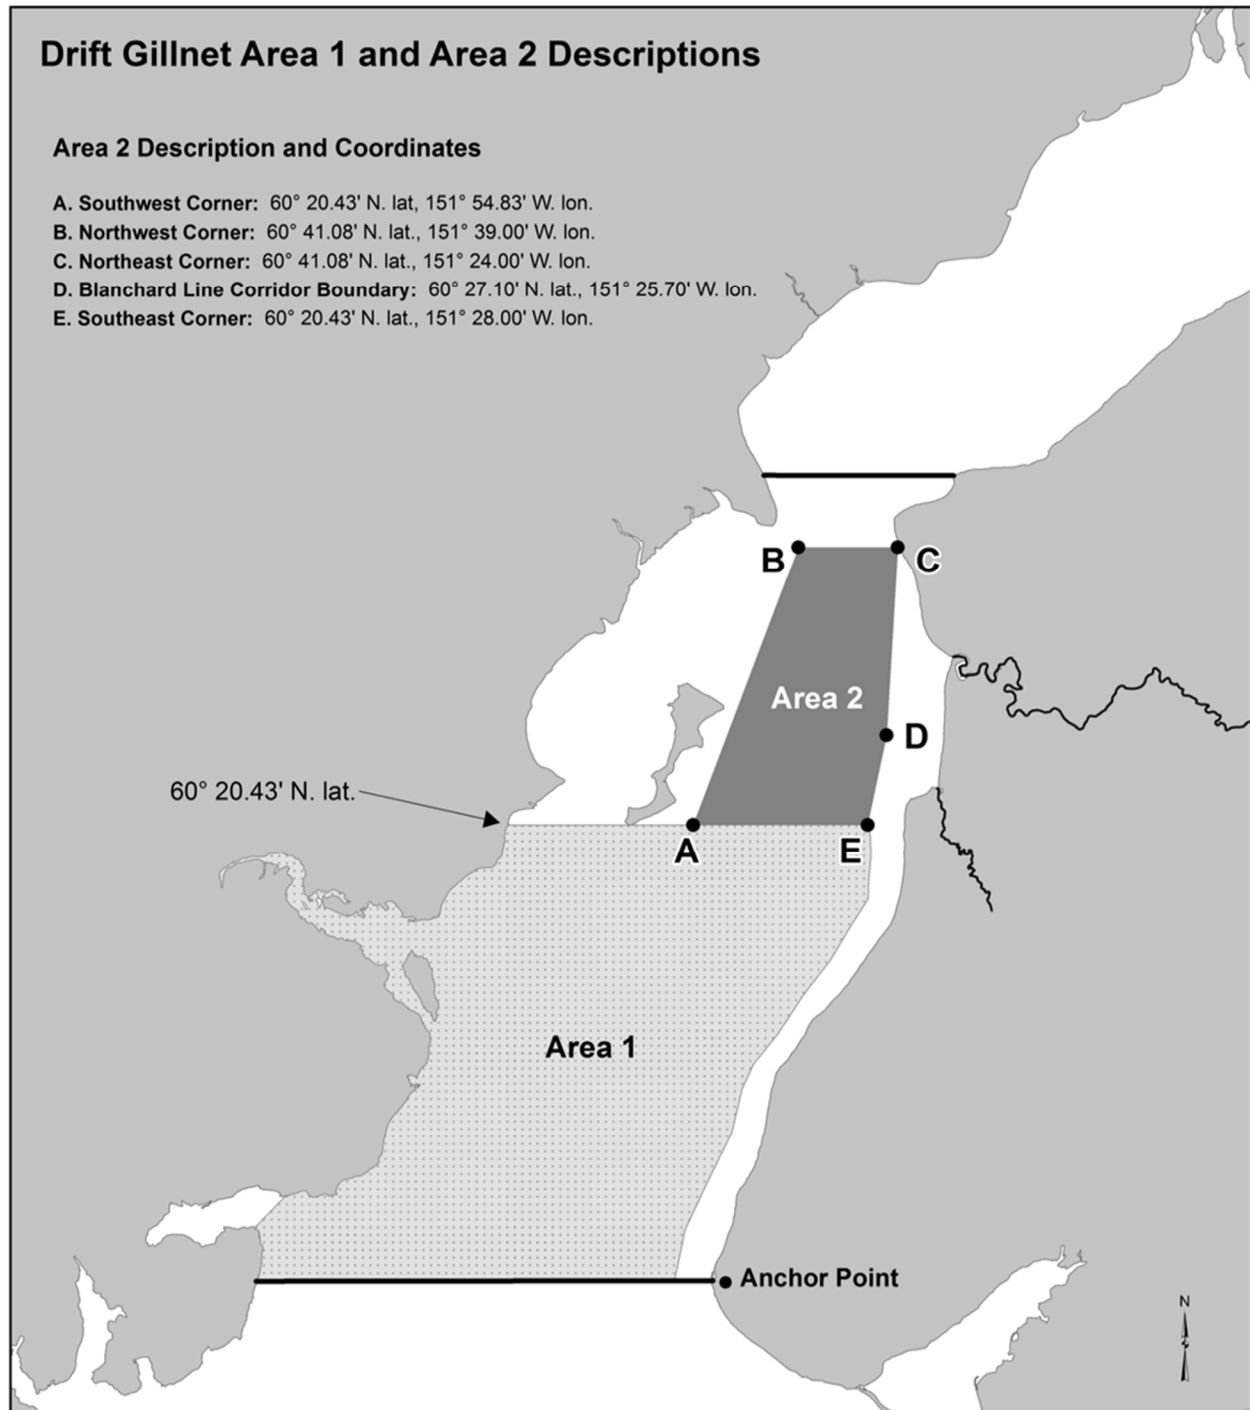 Drift Gillnet Area 1 and Area 2 Descriptions
Area 2 Description and Coordinates
A. Southwest Corner: 60° 20.43' N. lat, 151° 54.83' W. lon.
B. Northwest Corner: 60° 41.08' N. lat., 151° 39.00' W. lon.
C. Northeast Corner: 60° 41.08' N. lat., 151° 24.00' W. lon.
D. Blanchard Line Corridor Boundary: 60° 27.10' N. lat., 151° 25.70' W. lon.
E. Southeast Corner: 60° 20.43' N. lat., 151° 28.00' W. lon.
B
C
Area 2
D
60° 20.43' N. lat.
A
E
Area 1
Anchor Point
N